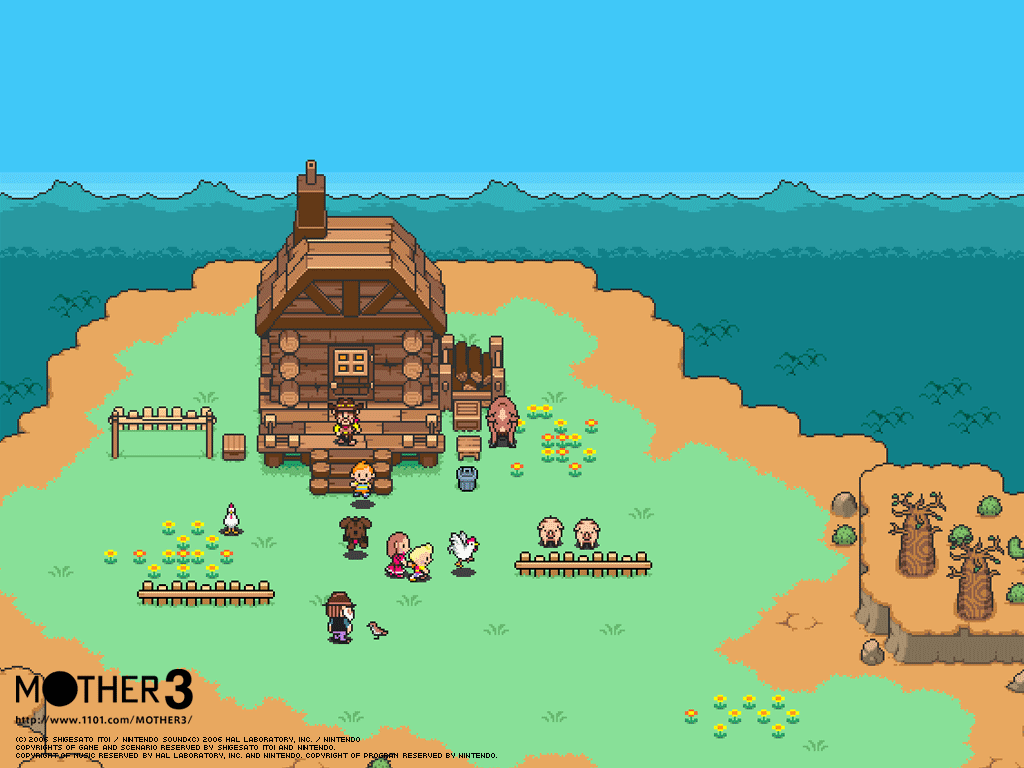 MOTHER 3
http://www.1101.com/MOTHER3/
(C) 2006 SHIGESATO ITOI / NINTENDO SOUND(C) 2006 HAL LABORATORY, INC. / NINTENDO
COPYRIGHTS OF GAME AND SCENARIO RESERVED BY SHIGESATO ITOI AND NINTENDO.
COPYRIGHT OF MUSIC RESERVED BY HAL LABORATORY, INC. AND NINTENDO. COPYRIGHT OF PROGRAM RESERVED BY NINTENDO.